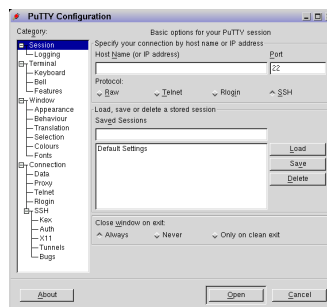 PuTTY Configuration
Category:
Session
Logging
Terminal
Keyboard
Bell
Features
Window
Appearance
Behaviour
Translation
Selection
Colours
Fonts
Connection
Data
Proxy
Telnet
Rlogin
SSH
Kex
Auth
X11
Tunnels
Bugs
Basic options for your PuTTY session
Specify your connection by host name or IP address
Host Name (or IP address) Port
22
Protocol:
Raw Telnet Rlogin SSH
Load, save or delete a stored session
Saved Sessions
Default Settings
Load
Save
Delete
Close window on exit:
Always Never Only on clean exit
About Open Cancel